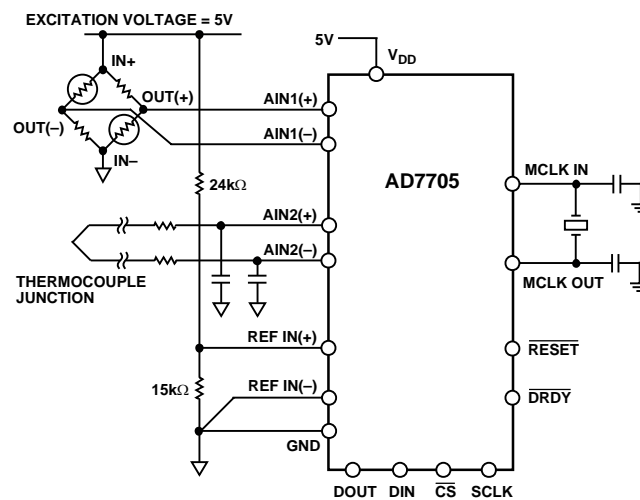 EXCITATION VOLTAGE = 5V
5V
VDD
IN+
OUT(+)
AIN1(+)
OUT(–)
AIN1(–)
IN–
AD7705
MCLK IN
24kΩ
AIN2(+)
AIN2(–)
THERMOCOUPLE
JUNCTION
MCLK OUT
REF IN(+)
RESET
15kΩ
REF IN(–)
DRDY
GND
DOUT DIN CS SCLK